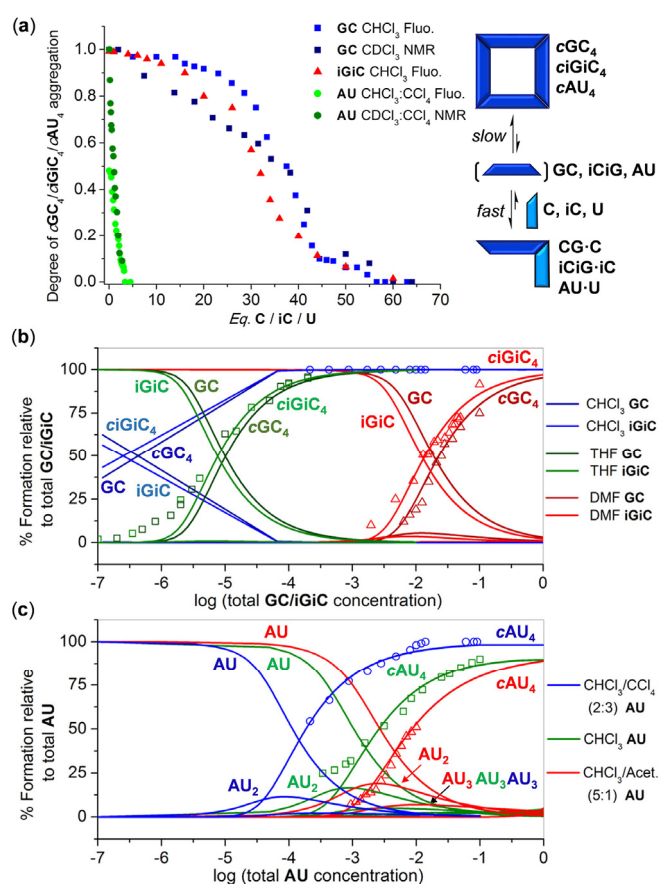 (a)
Degree of cGC₄/ciGiC₄/cAU₄ aggregation
1.0
0.8
0.6
0.4
0.2
0.0
0 10 20 30 40 50 60 70
Eq. C / iC / U
GC CHCl₃ Fluo.
GC CDCl₃ NMR
iGiC CHCl₃ Fluo.
AU CHCl₃:CCl₄ Fluo.
AU CDCl₃:CCl₄ NMR
cGC₄
ciGiC₄
cAU₄
slow
GC, iCiG, AU
fast
C, iC, U
CG·C
iCiG·iC
AU·U
(b)
% Formation relative
to total GC/iGiC
100
75
50
25
0
iGiC
GC
ciGiC₄
cGC₄
GC
iGiC
ciGiC₄
cGC₄
iGiC
GC
ciGiC₄
cGC₄
-7 -6 -5 -4 -3 -2 -1 0
log (total GC/iGiC concentration)
CHCl₃ GC
CHCl₃ iGiC
THF GC
THF iGiC
DMF GC
DMF iGiC
(c)
% Formation relative
to total AU
100
75
50
25
0
AU
AU
AU
cAU₄
cAU₄
cAU₄
AU₂
AU₂
AU₂
AU₃
AU₃
AU₃
-7 -6 -5 -4 -3 -2 -1 0
log (total AU concentration)
CHCl₃/CCl₄
(2:3) AU
CHCl₃ AU
CHCl₃/Acet.
(5:1) AU